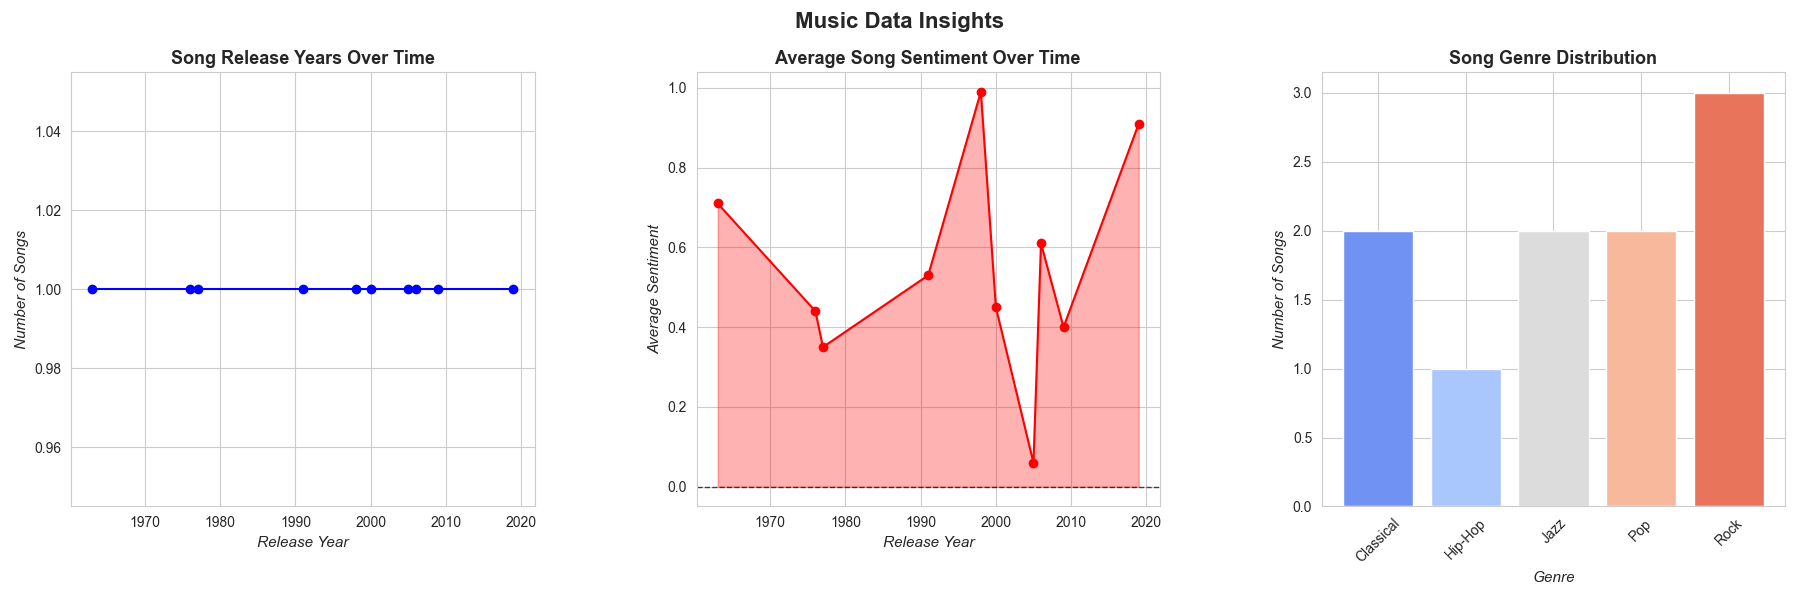 Music Data Insights
Song Release Years Over Time
1.04
1.02
1.00
0.98
0.96
Number of Songs
1970 1980 1990 2000 2010 2020
Release Year
Average Song Sentiment Over Time
1.0
0.8
0.6
0.4
0.2
0.0
Average Sentiment
1970 1980 1990 2000 2010 2020
Release Year
Song Genre Distribution
3.0
2.5
2.0
1.5
1.0
0.5
0.0
Number of Songs
Classical Hip-Hop Jazz Pop Rock
Genre